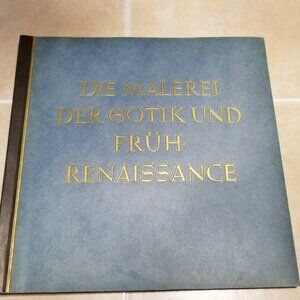 DIE MALEREI
DER GOTIK UND
FRÜH-
RENAISSANCE